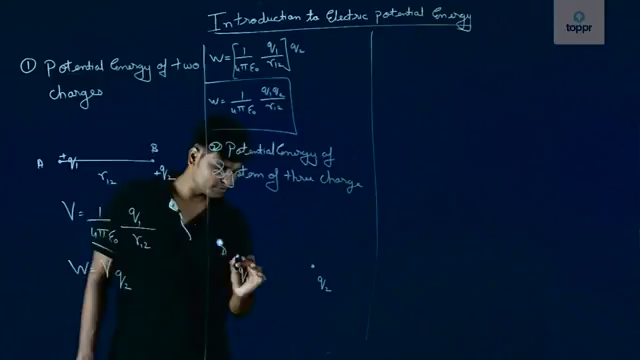 Introduction to Electric potential Energy
toppr
① Potential Energy of two
charges
A +q₁ B
r₁₂ +q₂
V = 1/4πε₀ q₁/r₁₂
W = V q₂
W = [1/4πε₀ q₁/r₁₂] q₂
W = 1/4πε₀ q₁q₂/r₁₂
② Potential Energy of
System of three charge
q₂